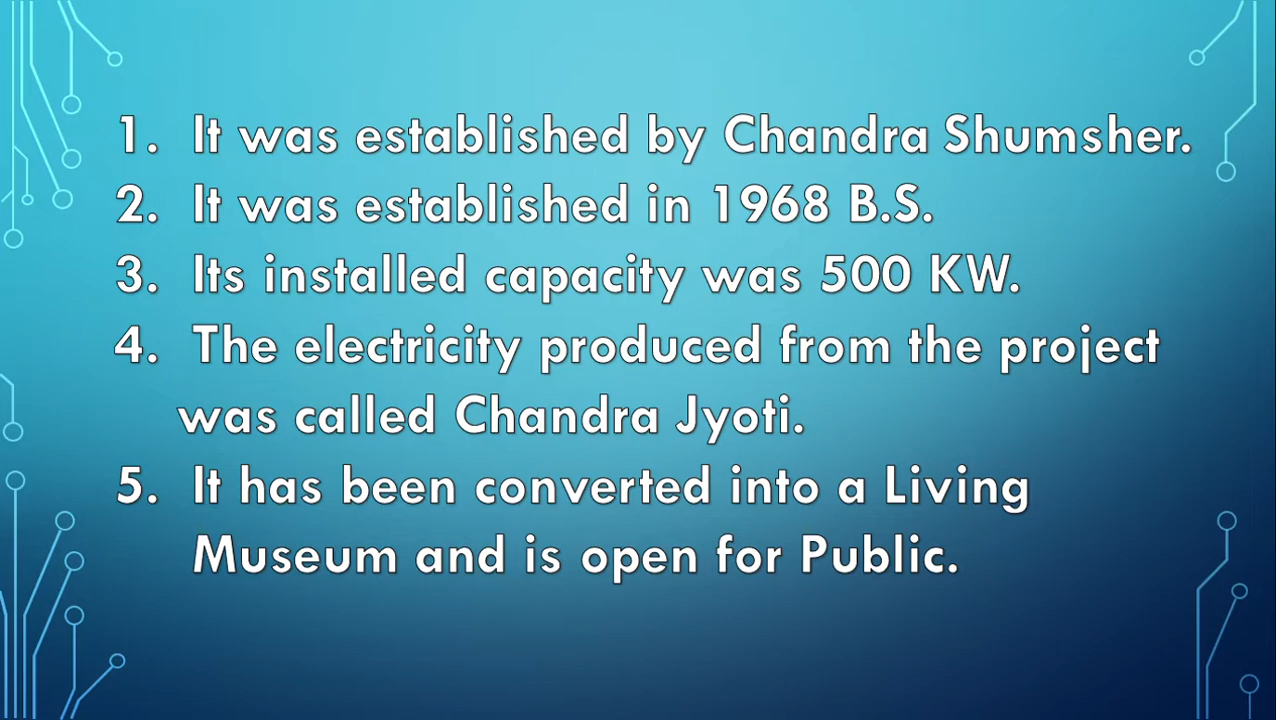 1. It was established by Chandra Shumsher.
2. It was established in 1968 B.S.
3. Its installed capacity was 500 KW.
4. The electricity produced from the project
was called Chandra Jyoti.
5. It has been converted into a Living
Museum and is open for Public.